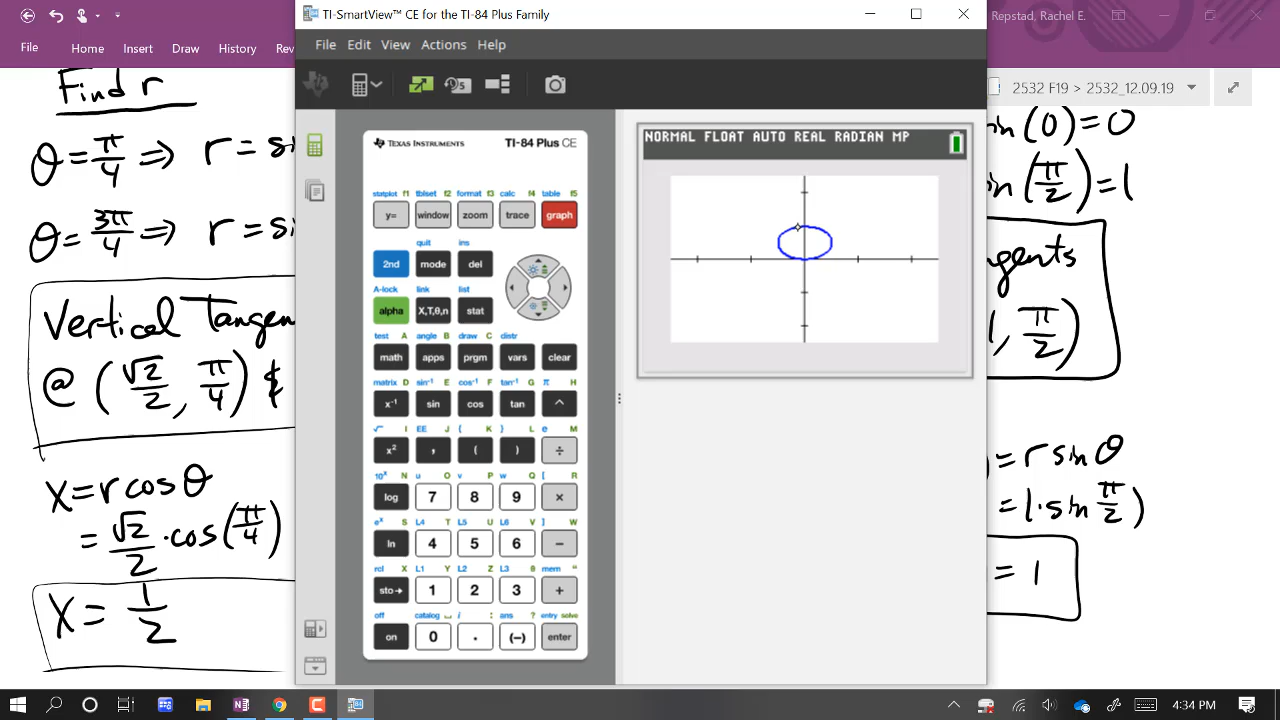 TI-SmartView™ CE for the TI-84 Plus Family
Repstad, Rachel E.
File Home Insert Draw History Rev
File Edit View Actions Help
2532 F19 > 2532_12.09.19
Find r
θ = π/4 ⇒ r = si
θ = 3π/4 ⇒ r = si
Vertical Tangen
@ (√2/2, π/4) &
x = r cos θ
= √2/2 · cos(π/4)
x = 1/2
TEXAS INSTRUMENTS TI-84 Plus CE
statplot f1 tblset f2 format f3 calc f4 table f5
y= window zoom trace graph
quit ins
2nd mode del
A-lock link list
alpha X,T,θ,n stat
test A angle B draw C distr
math apps prgm vars clear
matrix D sin⁻¹ E cos⁻¹ F tan⁻¹ G π H
x⁻¹ sin cos tan ^
√ I EE J { K } L e M
x² , ( ) ÷
10ˣ N u O v P w Q [ R
log 7 8 9 ×
eˣ S L4 T L5 U L6 V ] W
ln 4 5 6 −
rcl X L1 Y L2 Z L3 θ mem "
sto→ 1 2 3 +
off catalog i : ans ? entry solve
on 0 . (−) enter
NORMAL FLOAT AUTO REAL RADIAN MP
in (0) = 0
in (π/2) = 1
gents
1, π/2)
= r sin θ
= 1·sin π/2)
= 1
4:34 PM